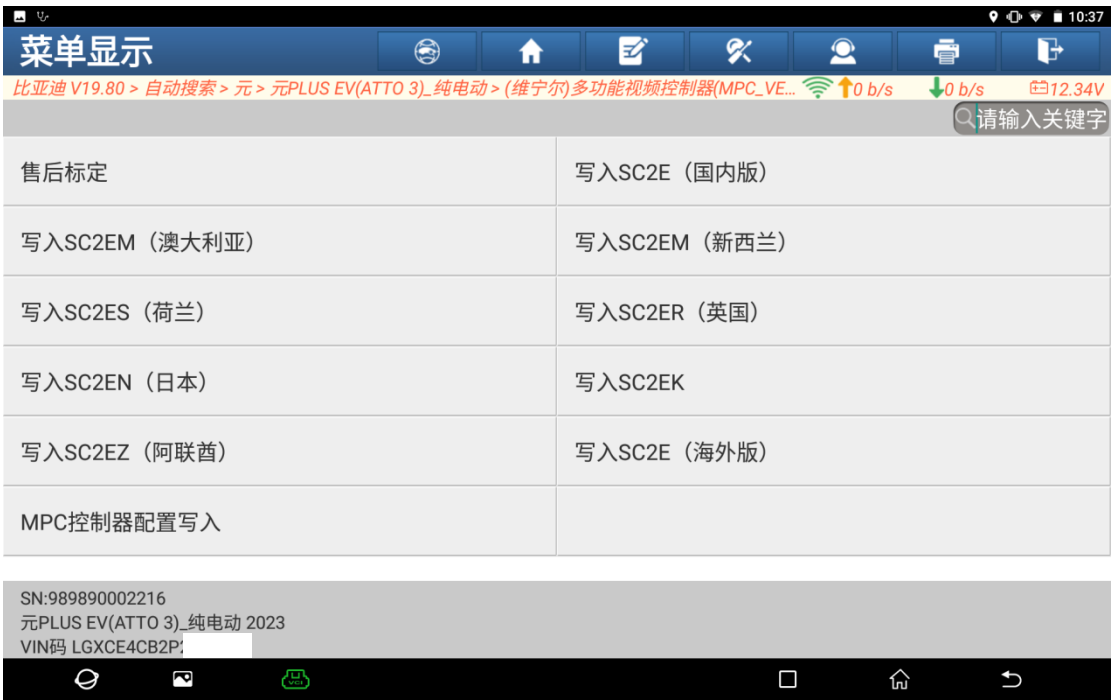 10:37
菜单显示
比亚迪 V19.80 > 自动搜索 > 元 > 元PLUS EV(ATTO 3)_纯电动 > (维宁尔)多功能视频控制器(MPC_VE... 0 b/s 0 b/s 12.34V
请输入关键字
售后标定 写入SC2E（国内版）
写入SC2EM（澳大利亚） 写入SC2EM（新西兰）
写入SC2ES（荷兰） 写入SC2ER（英国）
写入SC2EN（日本） 写入SC2EK
写入SC2EZ（阿联酋） 写入SC2E（海外版）
MPC控制器配置写入
SN:989890002216
元PLUS EV(ATTO 3)_纯电动 2023
VIN码 LGXCE4CB2P
VCI